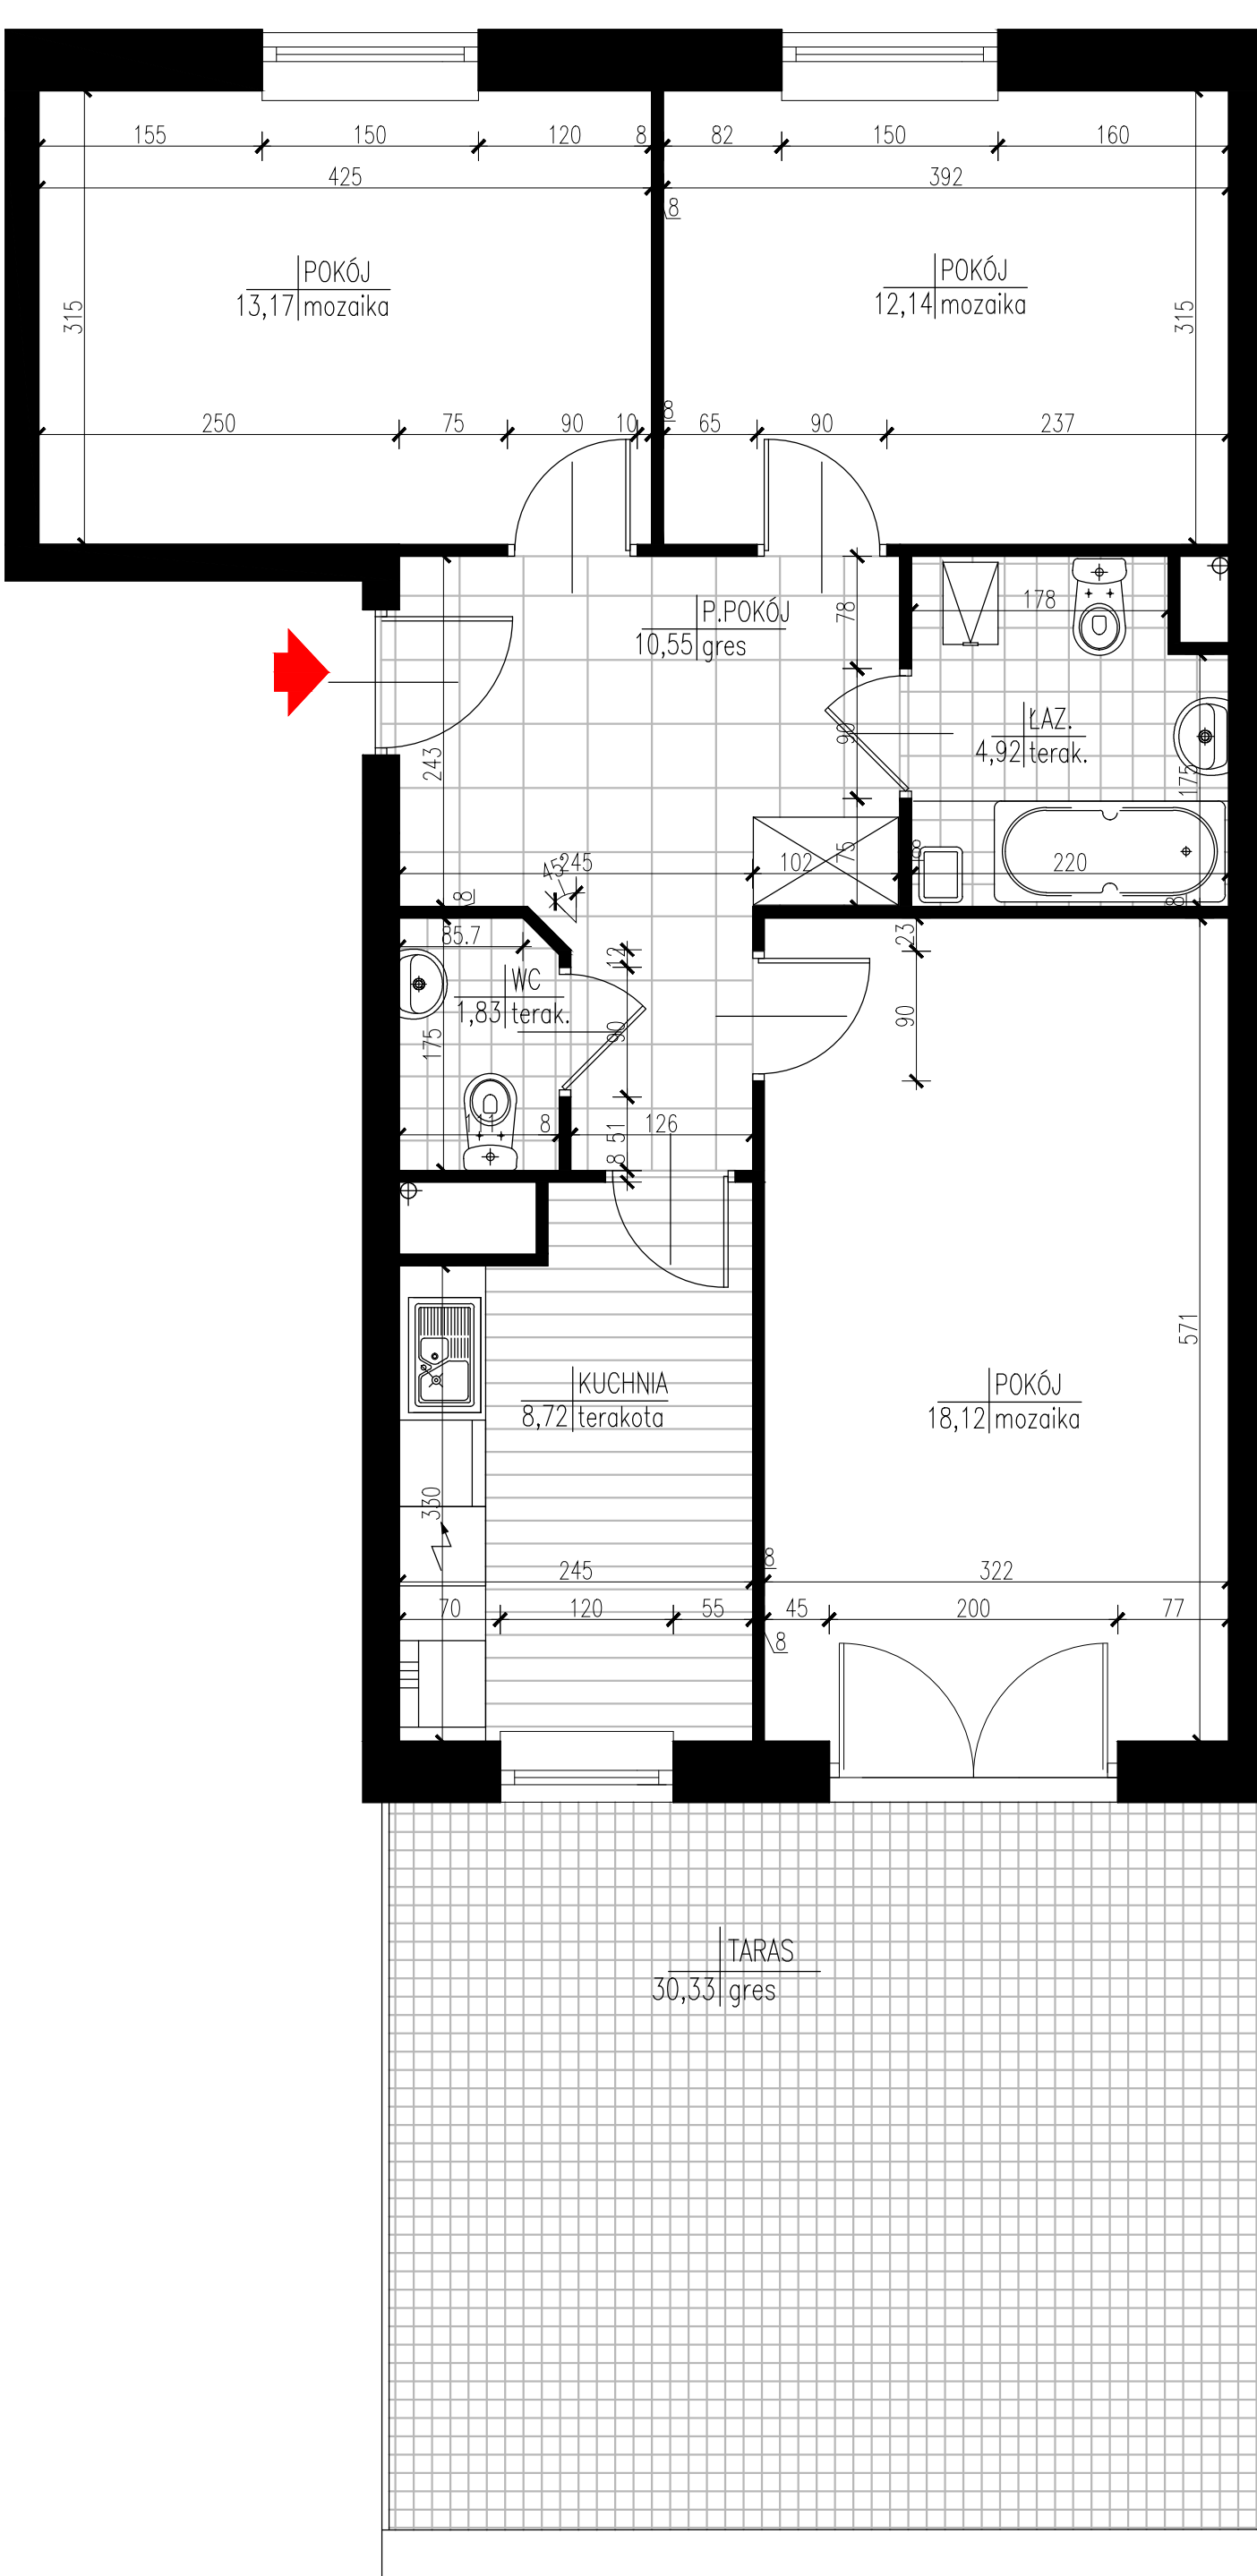 155 150 120 8 82 150 160
425 392
8
POKÓJ
13,17 mozaika
POKÓJ
12,14 mozaika
315 315
8
250 75 90 10 65 90 237
P.POKÓJ
10,55 gres
78
178
ŁAZ.
4,92 terak.
90
243
175
75
45°
245 102 8 220
8
8
85.7
23
12
WC
1,83 terak.
90
90
175
111 8 126
51
8
571
KUCHNIA
8,72 terakota
POKÓJ
18,12 mozaika
330
8
245 322
70 120 55 45 200 77
8
TARAS
30,33 gres